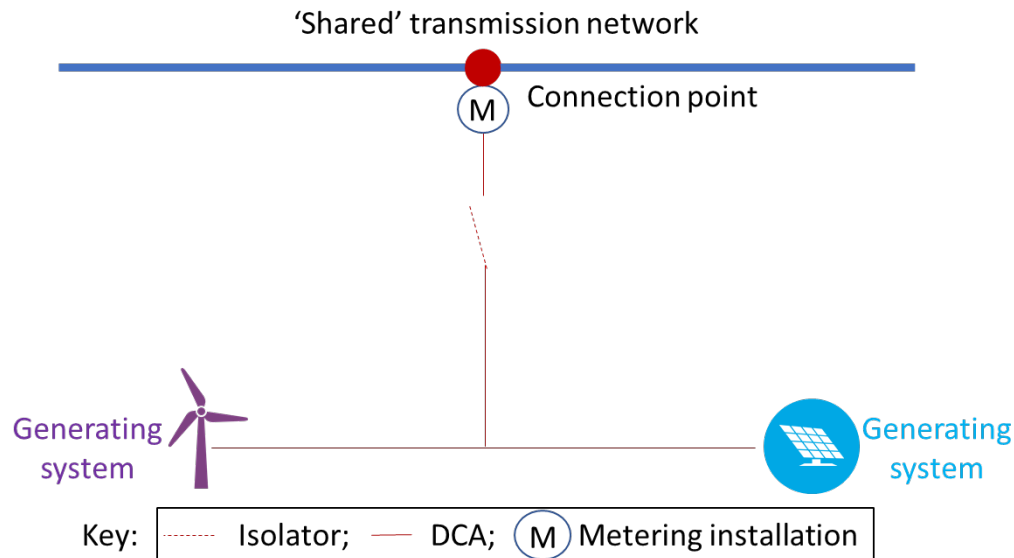 ‘Shared’ transmission network
M
Connection point
Generating
system
Generating
system
Key: Isolator; DCA; M Metering installation